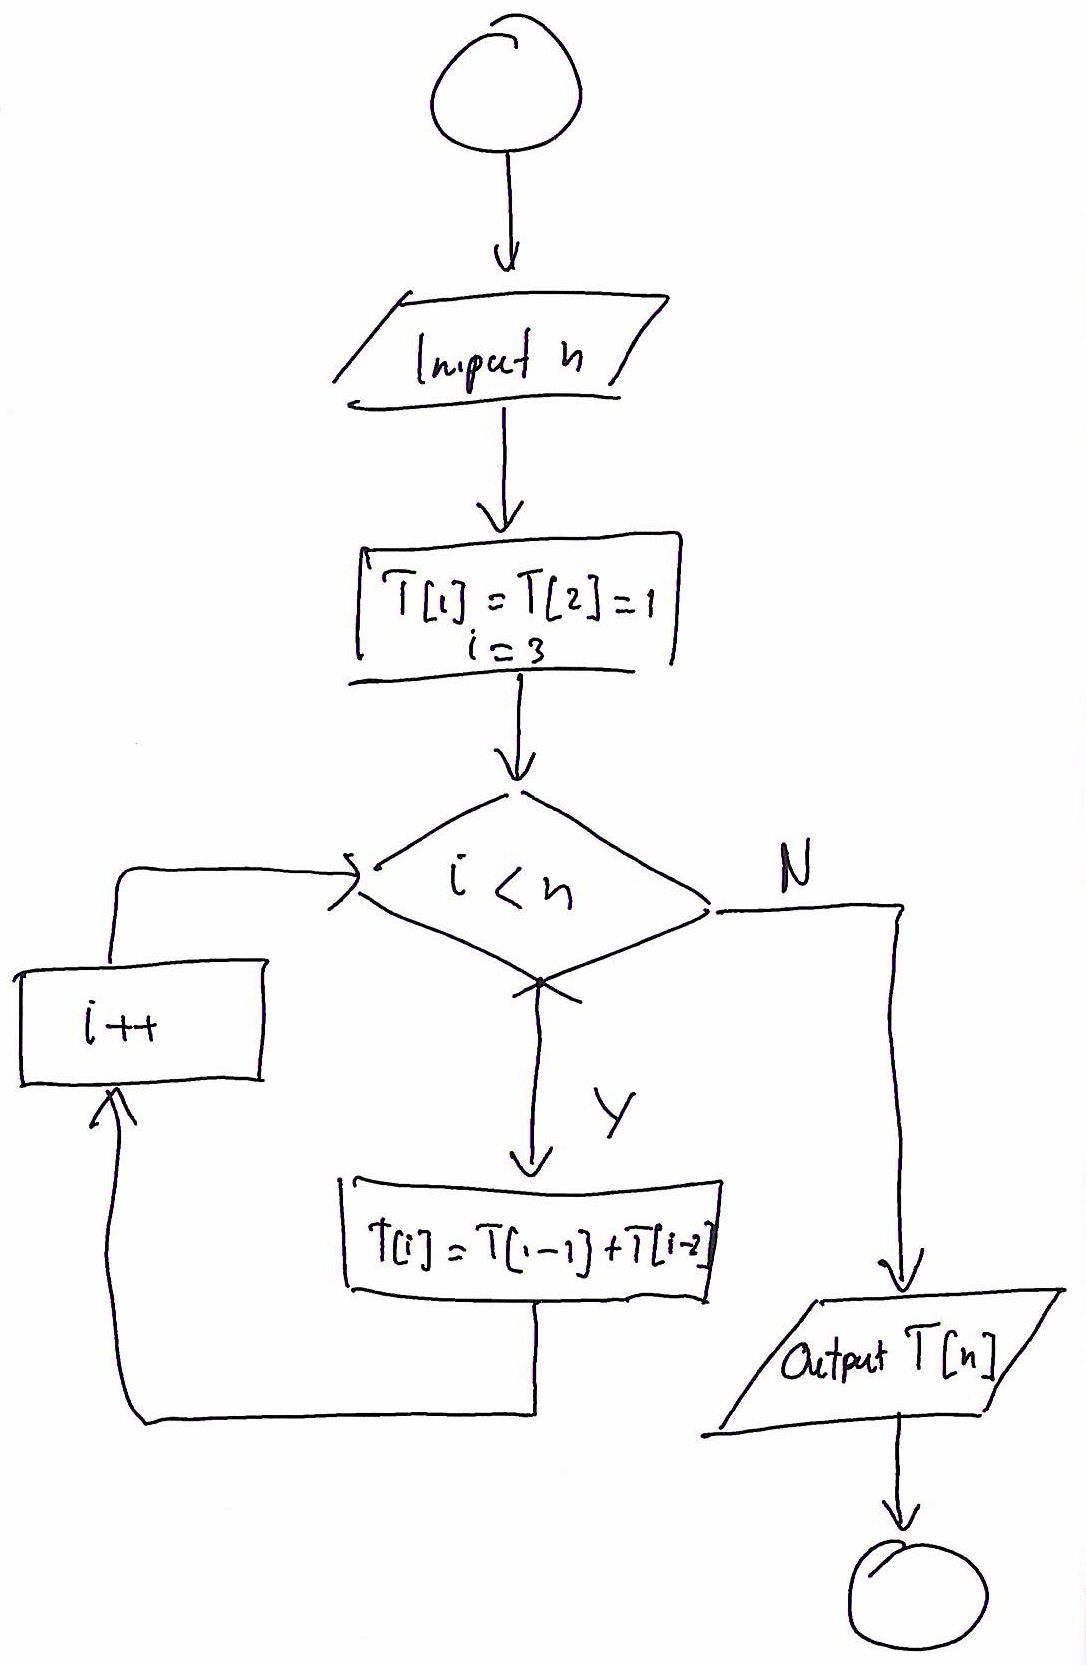 Input n
T[1] = T[2] = 1
i = 3
i < n
N
i++
Y
T[i] = T[i-1] + T[i-2]
Output T[n]